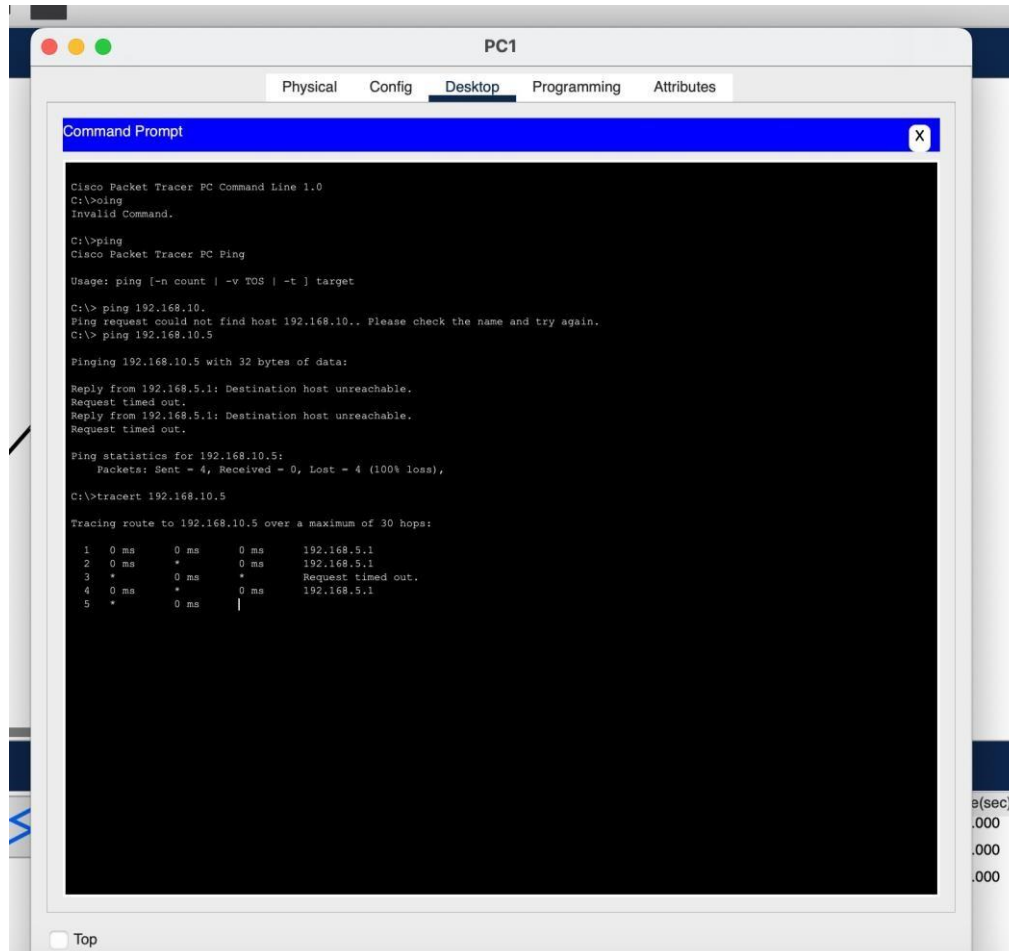 PC1
Physical Config Desktop Programming Attributes
Command Prompt
X
Cisco Packet Tracer PC Command Line 1.0
C:\>oing
Invalid Command.
C:\>ping
Cisco Packet Tracer PC Ping
Usage: ping [-n count | -v TOS | -t ] target
C:\> ping 192.168.10.
Ping request could not find host 192.168.10.. Please check the name and try again.
C:\> ping 192.168.10.5
Pinging 192.168.10.5 with 32 bytes of data:
Reply from 192.168.5.1: Destination host unreachable.
Request timed out.
Reply from 192.168.5.1: Destination host unreachable.
Request timed out.
Ping statistics for 192.168.10.5:
Packets: Sent = 4, Received = 0, Lost = 4 (100% loss),
C:\>tracert 192.168.10.5
Tracing route to 192.168.10.5 over a maximum of 30 hops:
1 0 ms 0 ms 0 ms 192.168.5.1
2 0 ms * 0 ms 192.168.5.1
3 * 0 ms * Request timed out.
4 0 ms * 0 ms 192.168.5.1
5 * 0 ms
e(sec)
.000
.000
.000
Top